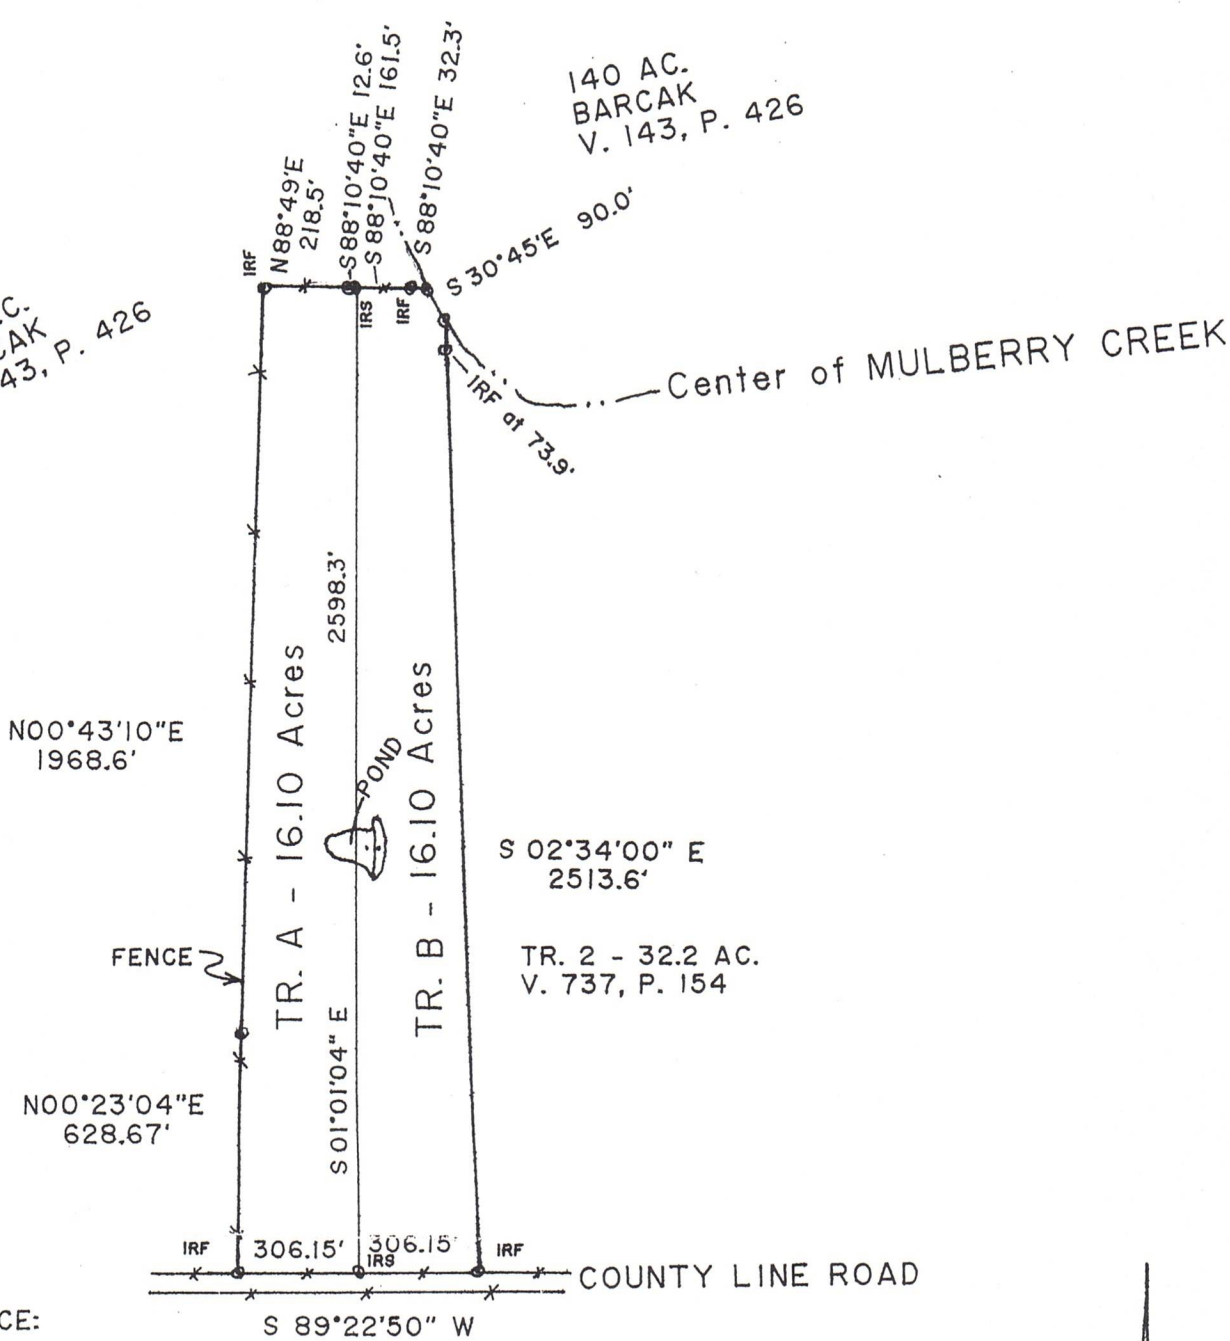 140 AC.
BARCAK
V. 143, P. 426
N88°49'E
218.5'
S88°10'40"E 12.6'
S88°10'40"E 161.5'
S88°10'40"E 32.3'
S 30°45'E 90.0'
IRF
IRS
IRF
C.
CAK
43, P. 426
Center of MULBERRY CREEK
IRF at 73.9'
2598.3'
TR. A - 16.10 Acres
TR. B - 16.10 Acres
N00°43'10"E
1968.6'
POND
S 02°34'00" E
2513.6'
FENCE
TR. 2 - 32.2 AC.
V. 737, P. 154
S 01°01'04" E
N00°23'04"E
628.67'
IRF
306.15'
306.15'
IRS
IRF
COUNTY LINE ROAD
S 89°22'50" W
CE: